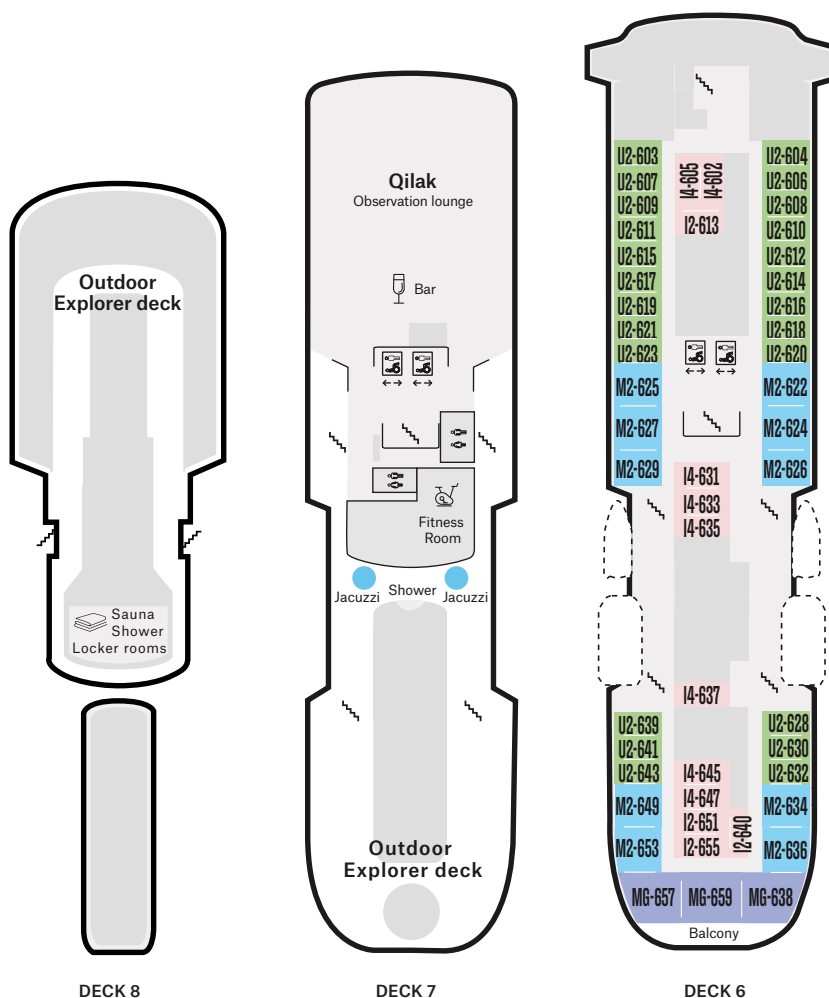 Outdoor
Explorer deck
Sauna
Shower
Locker rooms
DECK 8
Qilak
Observation lounge
Bar
Fitness
Room
Jacuzzi
Shower
Jacuzzi
Outdoor
Explorer deck
DECK 7
U2-603
U2-607
U2-609
U2-611
U2-615
U2-617
U2-619
U2-621
U2-623
M2-625
M2-627
M2-629
I4-605
I4-602
I2-613
U2-604
U2-606
U2-608
U2-610
U2-612
U2-614
U2-616
U2-618
U2-620
M2-622
M2-624
M2-626
I4-631
I4-633
I4-635
I4-637
U2-639
U2-641
U2-643
M2-649
M2-653
I4-645
I4-647
I2-651
I2-655
I2-640
U2-628
U2-630
U2-632
M2-634
M2-636
MG-657
MG-659
MG-638
Balcony
DECK 6